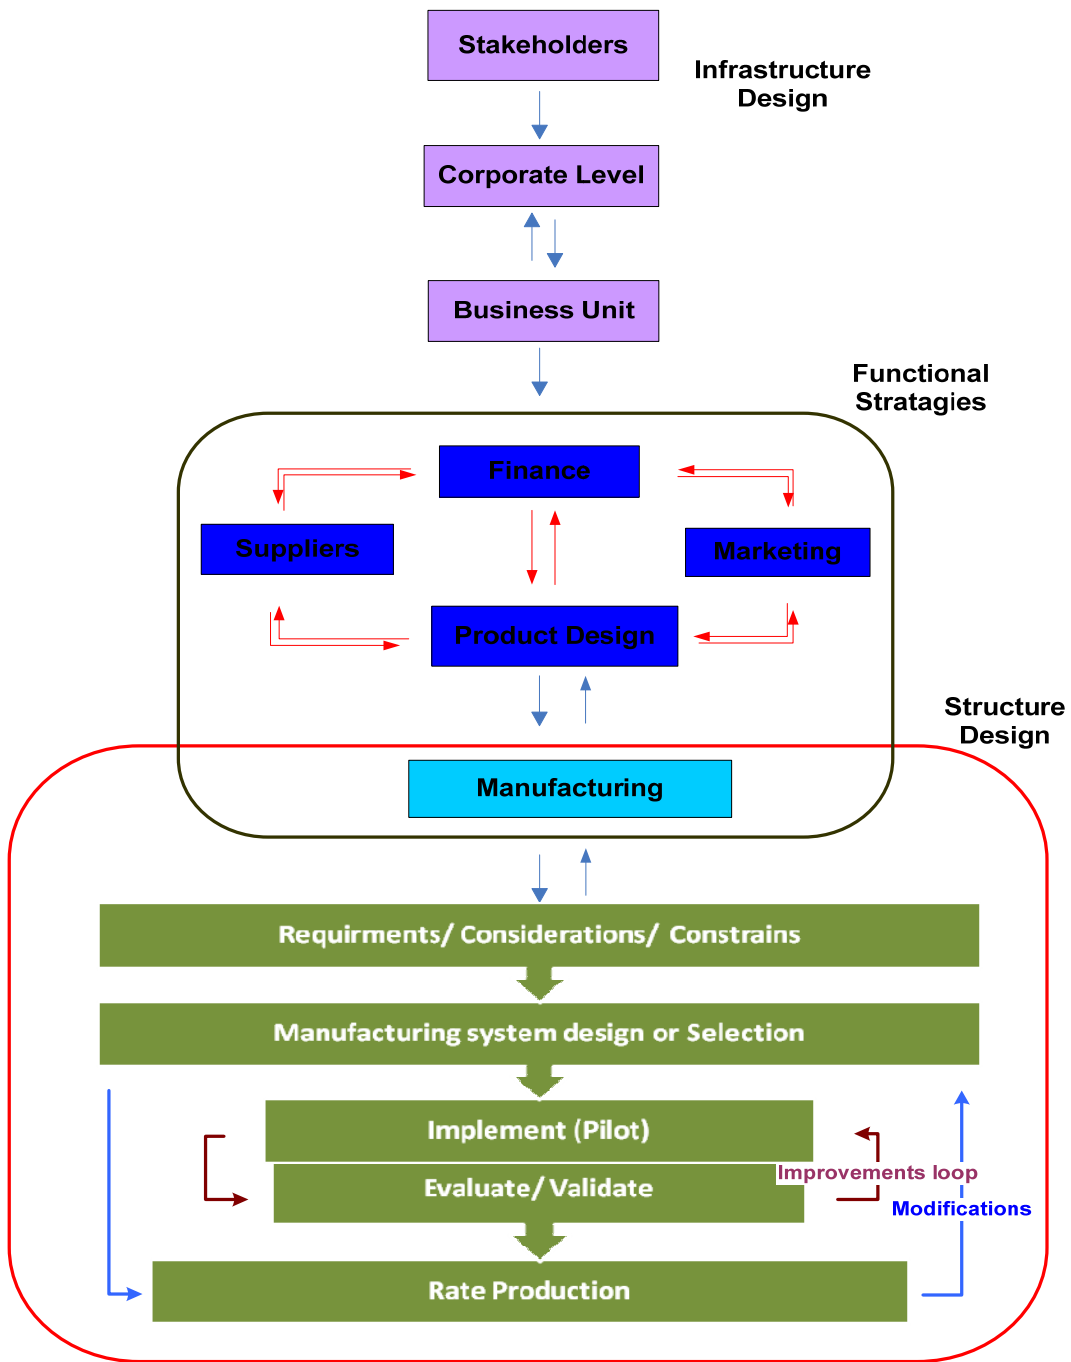 Stakeholders
Infrastructure
Design
Corporate Level
Business Unit
Functional
Stratagies
Finance
Suppliers
Marketing
Product Design
Structure
Design
Manufacturing
Requirments/ Considerations/ Constrains
Manufacturing system design or Selection
Implement (Pilot)
Improvements loop
Evaluate/ Validate
Modifications
Rate Production